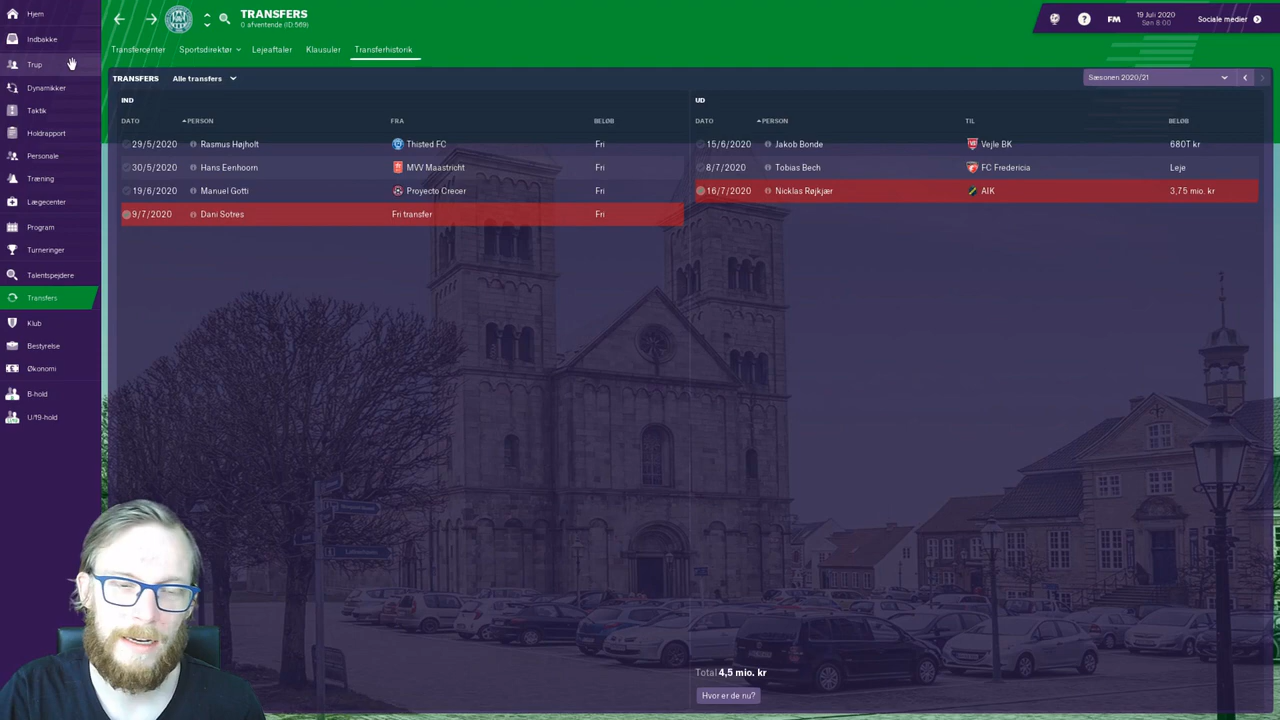 Hjem
Indbakke
Trup
Dynamikker
Taktik
Holdrapport
Personale
Træning
Lægecenter
Program
Turneringer
Talentspejdere
Transfers
Klub
Bestyrelse
Økonomi
B-hold
U/19-hold
TRANSFERS
0 afventende (ID:569)
? FM 19 Juli 2020
Søn 8:00
Sociale medier
Transfercenter Sportsdirektør Lejeaftaler Klausuler Transferhistorik
TRANSFERS Alle transfers
Sæsonen 2020/21
IND
DATO PERSON FRA BELØB
29/5/2020 Rasmus Højholt Thisted FC Fri
30/5/2020 Hans Eenhoorn MVV Maastricht Fri
19/6/2020 Manuel Gotti Proyecto Crecer Fri
9/7/2020 Dani Sotres Fri transfer Fri
UD
DATO PERSON TIL BELØB
15/6/2020 Jakob Bonde Vejle BK 680T kr
8/7/2020 Tobias Bech FC Fredericia Leje
16/7/2020 Nicklas Røjkjær AIK 3,75 mio. kr
Total 4,5 mio. kr
Hvor er de nu?